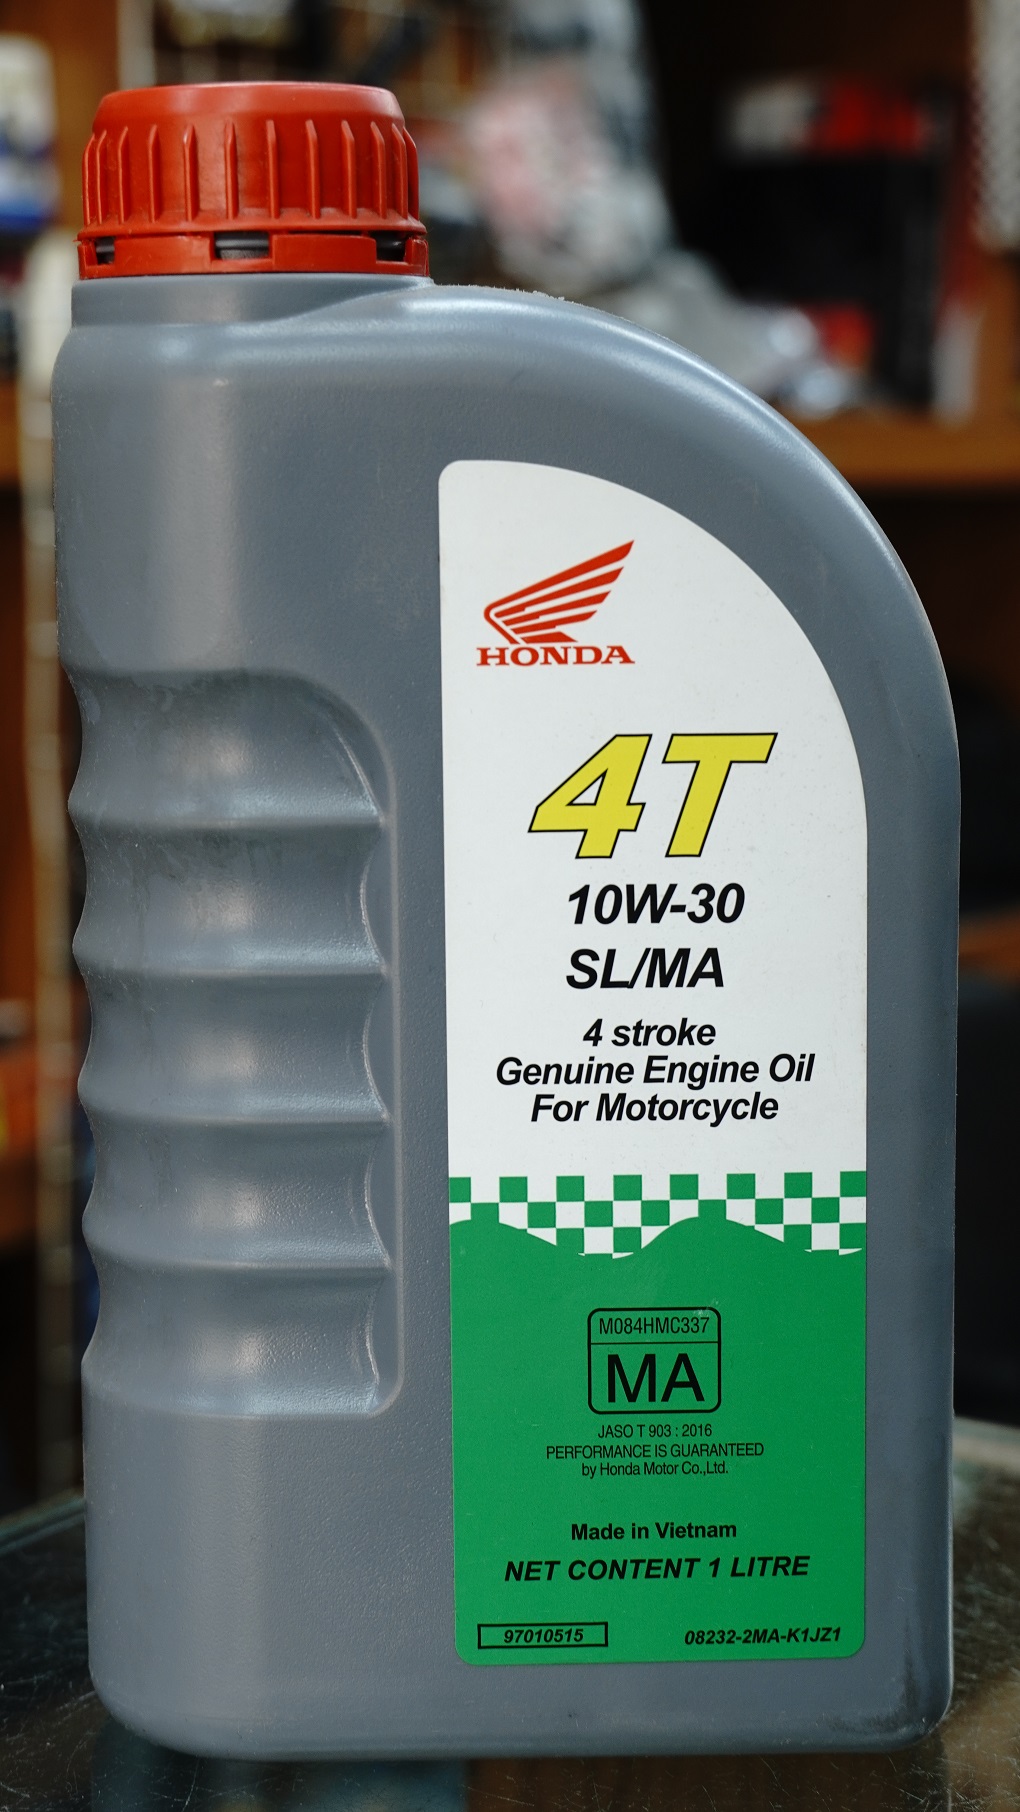 HONDA
4T
10W-30
SL/MA
4 stroke
Genuine Engine Oil
For Motorcycle
M084HMC337
MA
JASO T 903 : 2016
PERFORMANCE IS GUARANTEED
by Honda Motor Co.,Ltd.
Made in Vietnam
NET CONTENT 1 LITRE
97010515
08232-2MA-K1JZ1